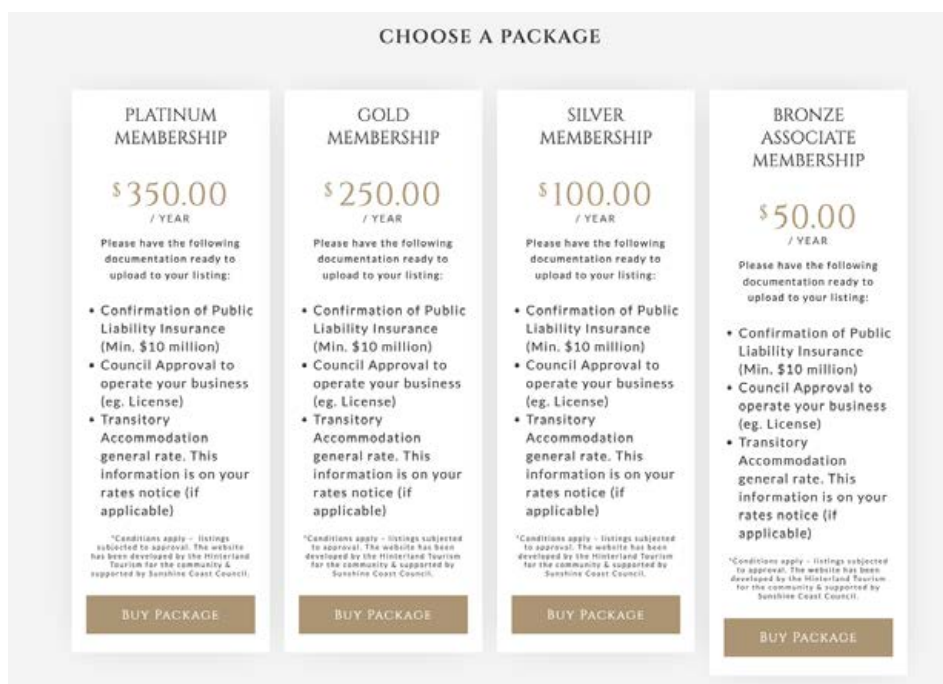 CHOOSE A PACKAGE
PLATINUM
MEMBERSHIP
$350.00
/ YEAR
Please have the following
documentation ready to
upload to your listing:
• Confirmation of Public
Liability Insurance
(Min. $10 million)
• Council Approval to
operate your business
(eg. License)
• Transitory
Accommodation
general rate. This
information is on your
rates notice (if
applicable)
*Conditions apply – listings
subjected to approval. The website
has been developed by the Hinterland
Tourism for the community &
supported by Sunshine Coast Council.
BUY PACKAGE
GOLD
MEMBERSHIP
$250.00
/ YEAR
Please have the following
documentation ready to
upload to your listing:
• Confirmation of Public
Liability Insurance
(Min. $10 million)
• Council Approval to
operate your business
(eg. License)
• Transitory
Accommodation
general rate. This
information is on your
rates notice (if
applicable)
*Conditions apply – listings subjected
to approval. The website has been
developed by the Hinterland Tourism
for the community & supported by
Sunshine Coast Council.
BUY PACKAGE
SILVER
MEMBERSHIP
$100.00
/ YEAR
Please have the following
documentation ready to
upload to your listing:
• Confirmation of Public
Liability Insurance
(Min. $10 million)
• Council Approval to
operate your business
(eg. License)
• Transitory
Accommodation
general rate. This
information is on your
rates notice (if
applicable)
*Conditions apply – listings subjected
to approval. The website has been
developed by the Hinterland Tourism
for the community & supported by
Sunshine Coast Council.
BUY PACKAGE
BRONZE
ASSOCIATE
MEMBERSHIP
$50.00
/ YEAR
Please have the following
documentation ready to
upload to your listing:
• Confirmation of Public
Liability Insurance
(Min. $10 million)
• Council Approval to
operate your business
(eg. License)
• Transitory
Accommodation
general rate. This
information is on your
rates notice (if
applicable)
*Conditions apply – listings subjected
to approval. The website has been
developed by the Hinterland Tourism
for the community & supported by
Sunshine Coast Council.
BUY PACKAGE